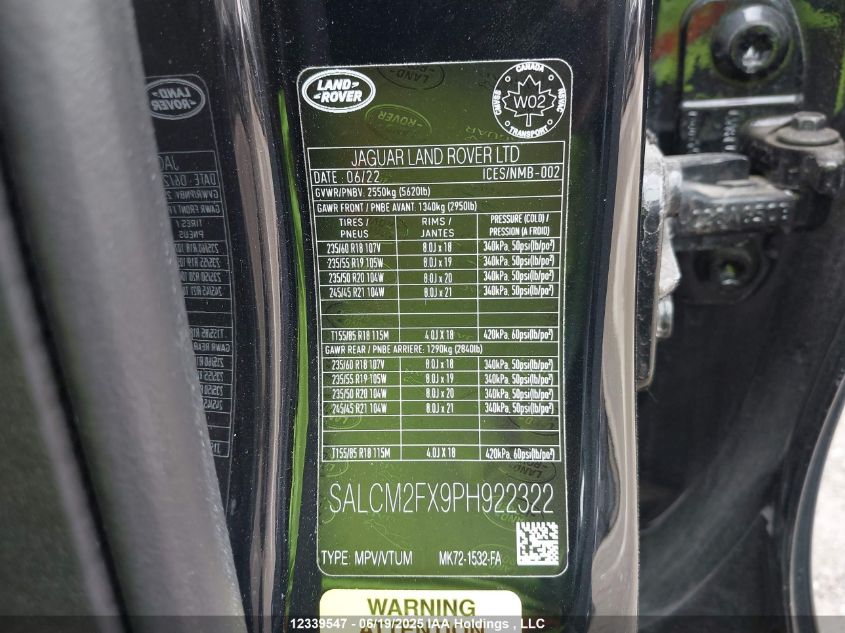 LAND
ROVER
CANADA
W02
TRANSPORT
JAGUAR LAND ROVER LTD
DATE : 06/22 ICES/NMB-002
GVWR/PNBV: 2550kg (5620lb)
GAWR FRONT / PNBE AVANT: 1340kg (2950lb)
TIRES / RIMS / PRESSURE (COLD) /
PNEUS JANTES PRESSION (A FROID)
235/60 R18 107V 8.0J x 18 340kPa, 50psi(lb/po²)
235/55 R19 105W 8.0J x 19 340kPa, 50psi(lb/po²)
235/50 R20 104W 8.0J x 20 340kPa, 50psi(lb/po²)
245/45 R21 104W 8.0J x 21 340kPa, 50psi(lb/po²)
T155/85 R18 115M 4.0J X 18 420kPa, 60psi(lb/po²)
GAWR REAR / PNBE ARRIERE: 1290kg (2840lb)
235/60 R18 107V 8.0J x 18 340kPa, 50psi(lb/po²)
235/55 R19 105W 8.0J x 19 340kPa, 50psi(lb/po²)
235/50 R20 104W 8.0J x 20 340kPa, 50psi(lb/po²)
245/45 R21 104W 8.0J x 21 340kPa, 50psi(lb/po²)
T155/85 R18 115M 4.0J X 18 420kPa, 60psi(lb/po²)
SALCM2FX9PH922322
TYPE: MPV/VTUM MK72-1532-FA
WARNING
ATTENTION
12339547 - 06/19/2025 IAA Holdings , LLC